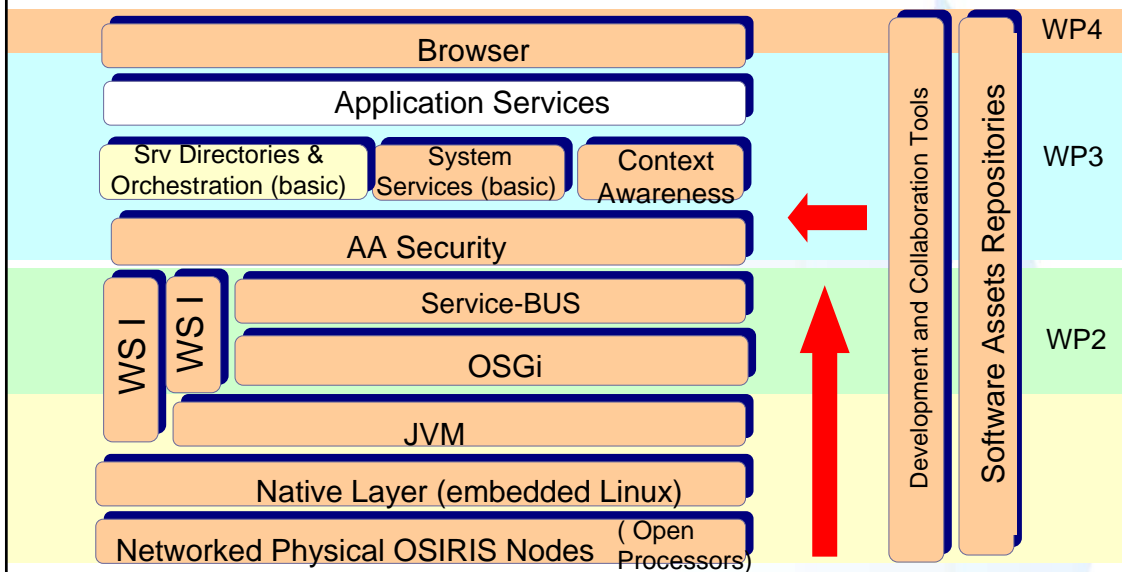 Browser
Application Services
Srv Directories &
Orchestration (basic)
System
Services (basic)
Context
Awareness
AA Security
WS I
WS I
Service-BUS
OSGi
JVM
Native Layer (embedded Linux)
Networked Physical OSIRIS Nodes
( Open
Processors)
Development and Collaboration Tools
Software Assets Repositories
WP4
WP3
WP2